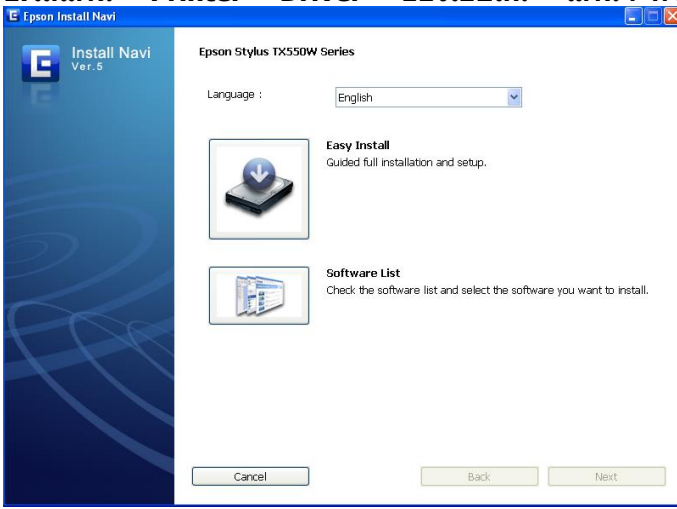 Epson Install Navi
Install Navi
Ver.5
Epson Stylus TX550W Series
Language :
English
Easy Install
Guided full installation and setup.
Software List
Check the software list and select the software you want to install.
Cancel
Back
Next